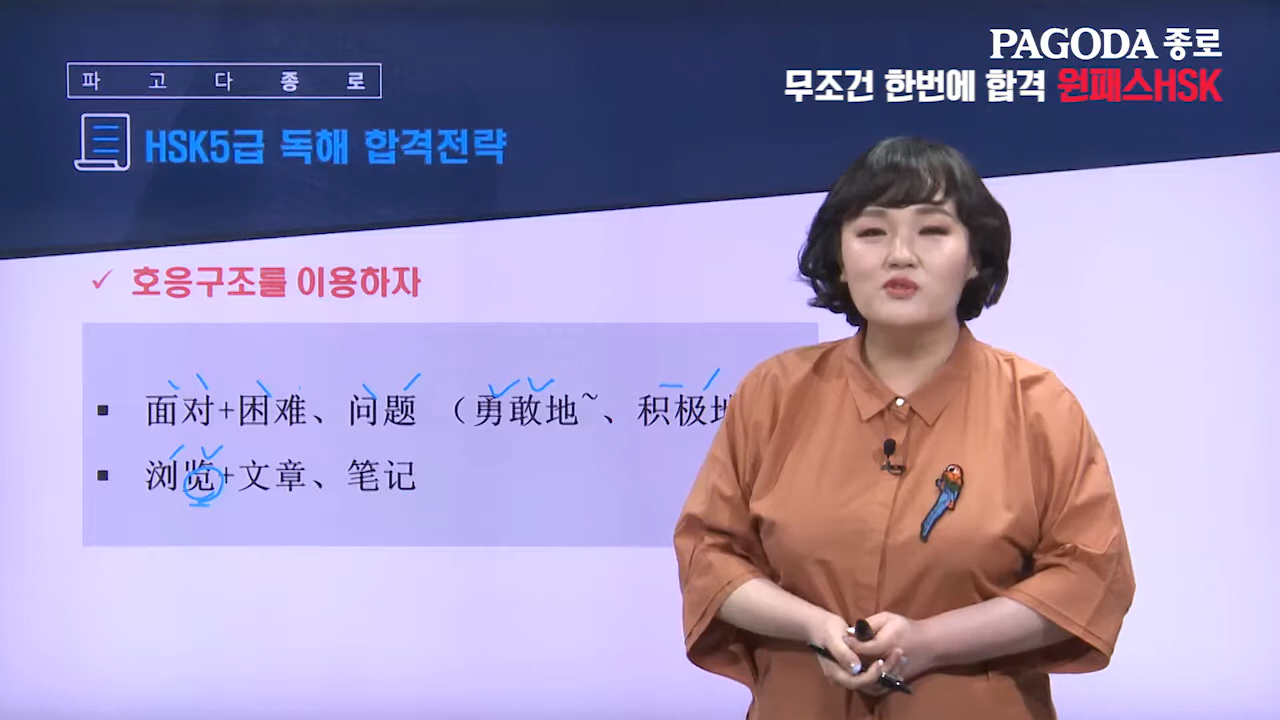 PAGODA 종로
무조건 한번에 합격 원패스HSK
파 고 다 종 로
HSK5급 독해 합격전략
✓ 호응구조를 이용하자
▪ 面对+困难、问题 (勇敢地~、积极地
▪ 浏览+文章、笔记